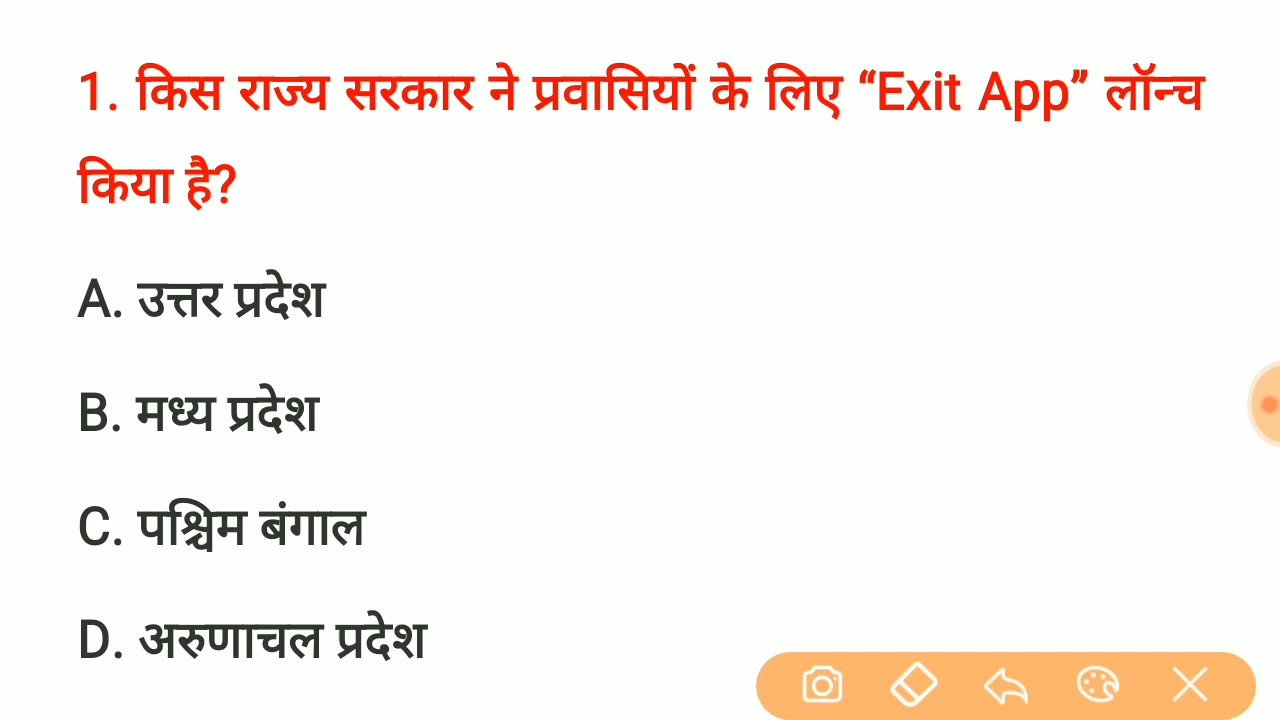 1. किस राज्य सरकार ने प्रवासियों के लिए “Exit App” लॉन्च
किया है?
A. उत्तर प्रदेश
B. मध्य प्रदेश
C. पश्चिम बंगाल
D. अरुणाचल प्रदेश